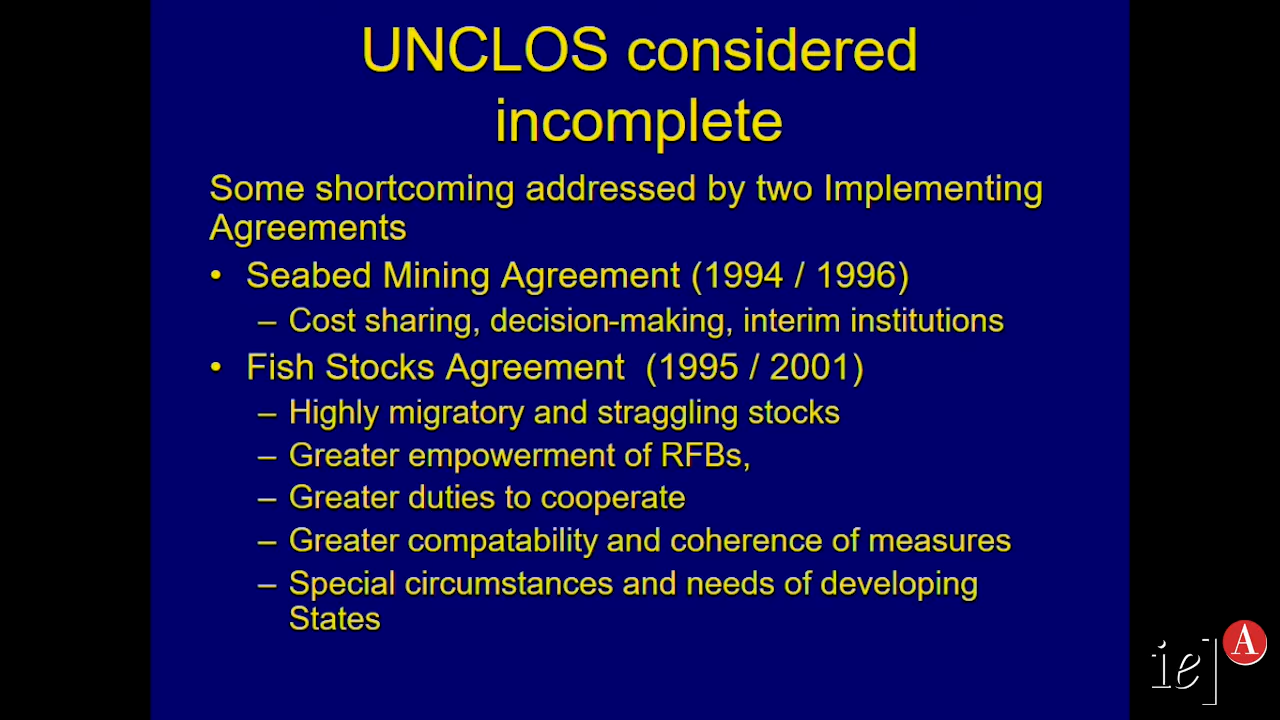 UNCLOS considered
incomplete
Some shortcoming addressed by two Implementing
Agreements
• Seabed Mining Agreement (1994 / 1996)
– Cost sharing, decision-making, interim institutions
• Fish Stocks Agreement (1995 / 2001)
– Highly migratory and straggling stocks
– Greater empowerment of RFBs,
– Greater duties to cooperate
– Greater compatability and coherence of measures
– Special circumstances and needs of developing
States
ie] A